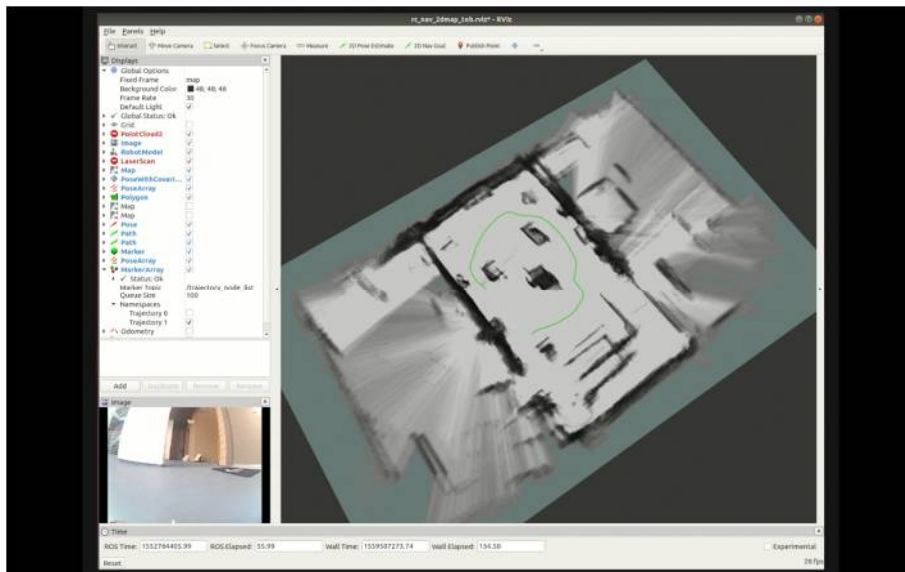 rc_nav_2dmap_tab.rviz* - RViz
File Panels Help
Interact Move Camera Select Focus Camera Measure 2D Pose Estimate 2D Nav Goal Publish Point
Displays
Global Options
Fixed Frame map
Background Color 48; 48; 48
Frame Rate 30
Default Light
Global Status: Ok
Grid
PointCloud2
Image
RobotModel
LaserScan
Map
PoseWithCovari...
PoseArray
Polygon
Map
Map
Pose
Path
Path
Marker
PoseArray
MarkerArray
Status: Ok
Marker Topic /trajectory_node_list
Queue Size 100
Namespaces
Trajectory 0
Trajectory 1
Odometry
Add Duplicate Remove Rename
Image
Time
ROS Time: 1552764405.99 ROS Elapsed: 55.99 Wall Time: 1559507273.74 Wall Elapsed: 134.58 Experimental
Reset 26 fps